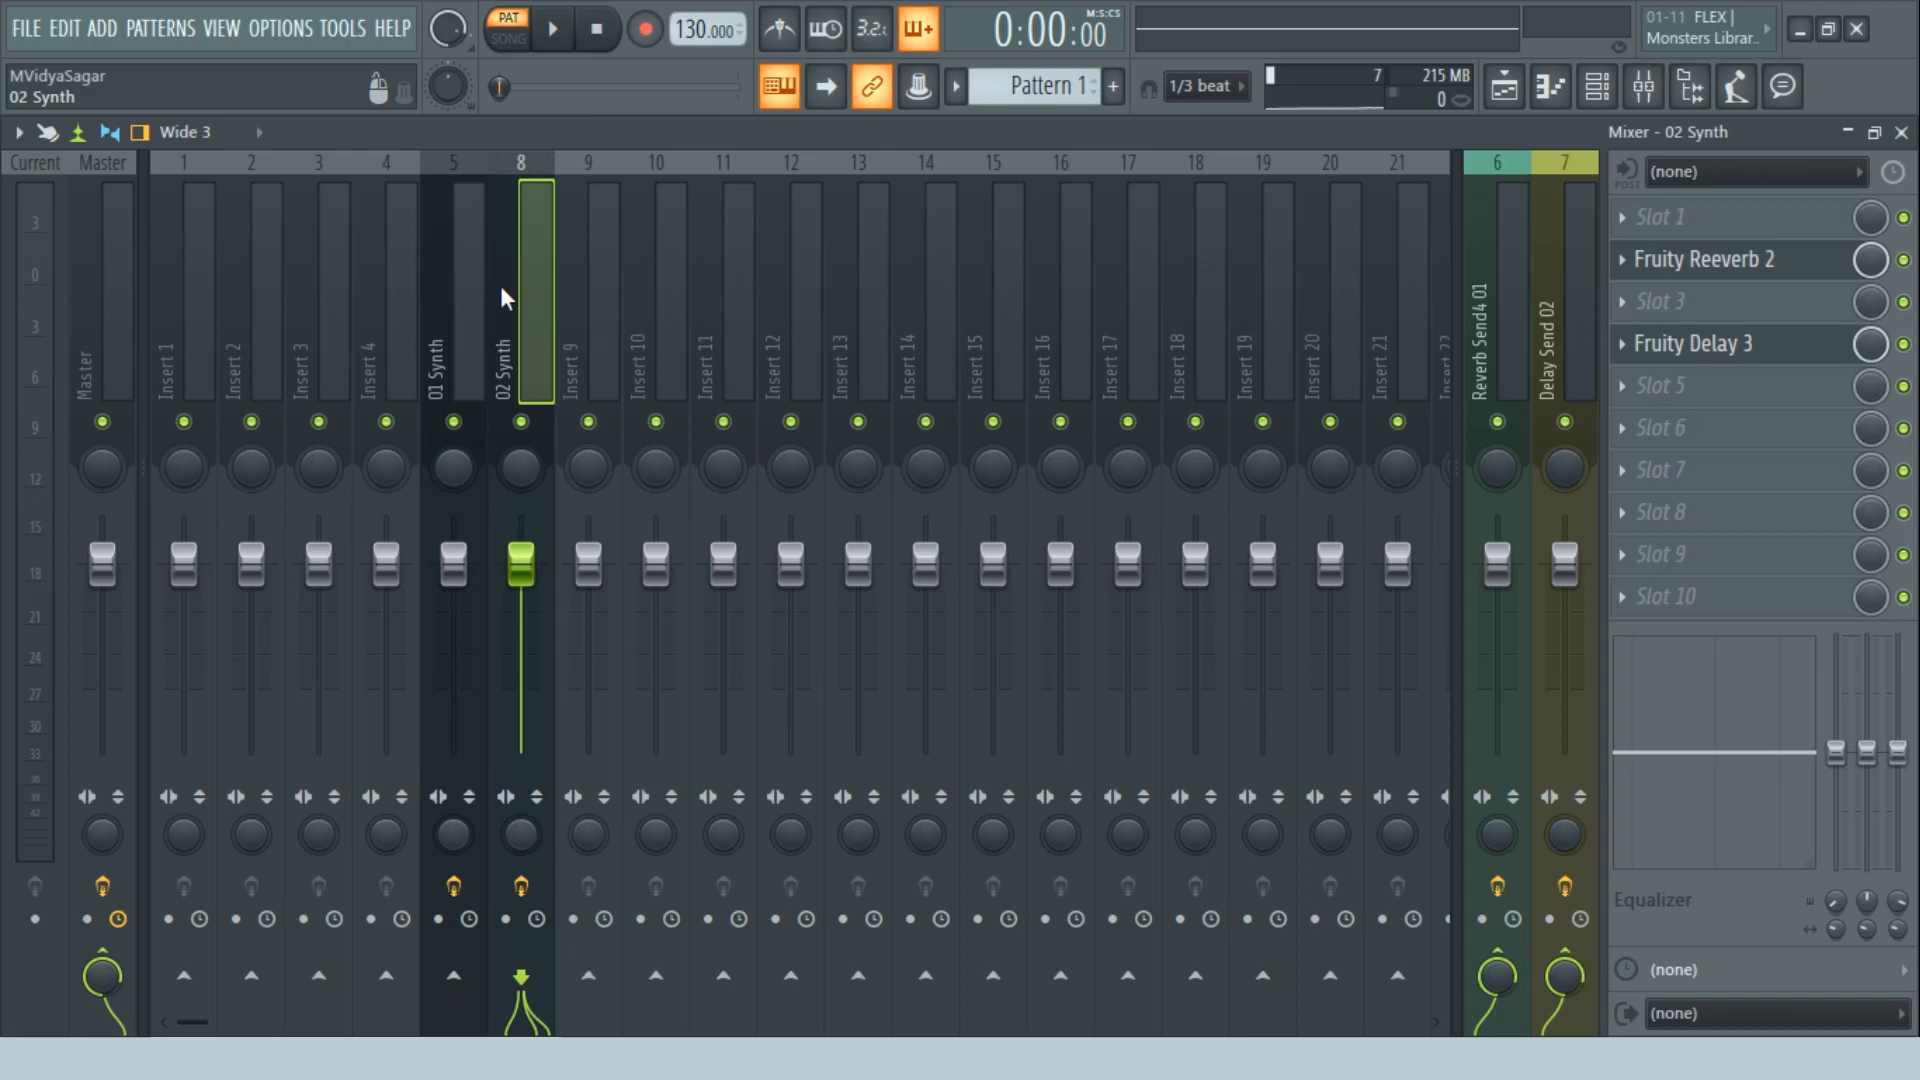 FILE EDIT ADD PATTERNS VIEW OPTIONS TOOLS HELP
PAT
SONG
130.000
3.2.
0:00:00
M:S:CS
01-11 FLEX |
Monsters Librar..
MVidyaSagar
02 Synth
Pattern 1
+
1/3 beat
7
215 MB
0
Wide 3
Mixer - 02 Synth
Current Master 1 2 3 4 5 8 9 10 11 12 13 14 15 16 17 18 19 20 21 6 7
POST
(none)
3
0
3
6
9
12
15
18
21
24
27
30
33
36
39
42
Master
Insert 1
Insert 2
Insert 3
Insert 4
01 Synth
02 Synth
Insert 9
Insert 10
Insert 11
Insert 12
Insert 13
Insert 14
Insert 15
Insert 16
Insert 17
Insert 18
Insert 19
Insert 20
Insert 21
Reverb Send4 01
Delay Send 02
Slot 1
Fruity Reeverb 2
Slot 3
Fruity Delay 3
Slot 5
Slot 6
Slot 7
Slot 8
Slot 9
Slot 10
Equalizer
(none)
(none)